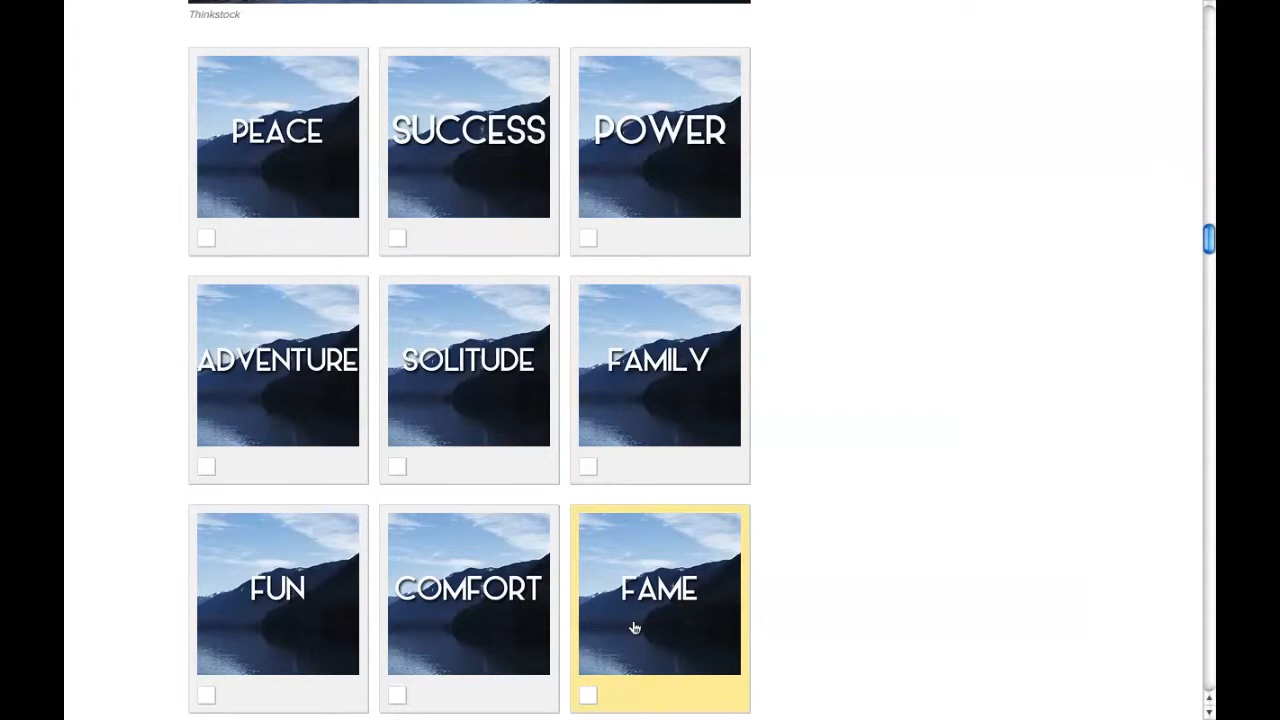 Thinkstock
PEACE
SUCCESS
POWER
ADVENTURE
SOLITUDE
FAMILY
FUN
COMFORT
FAME